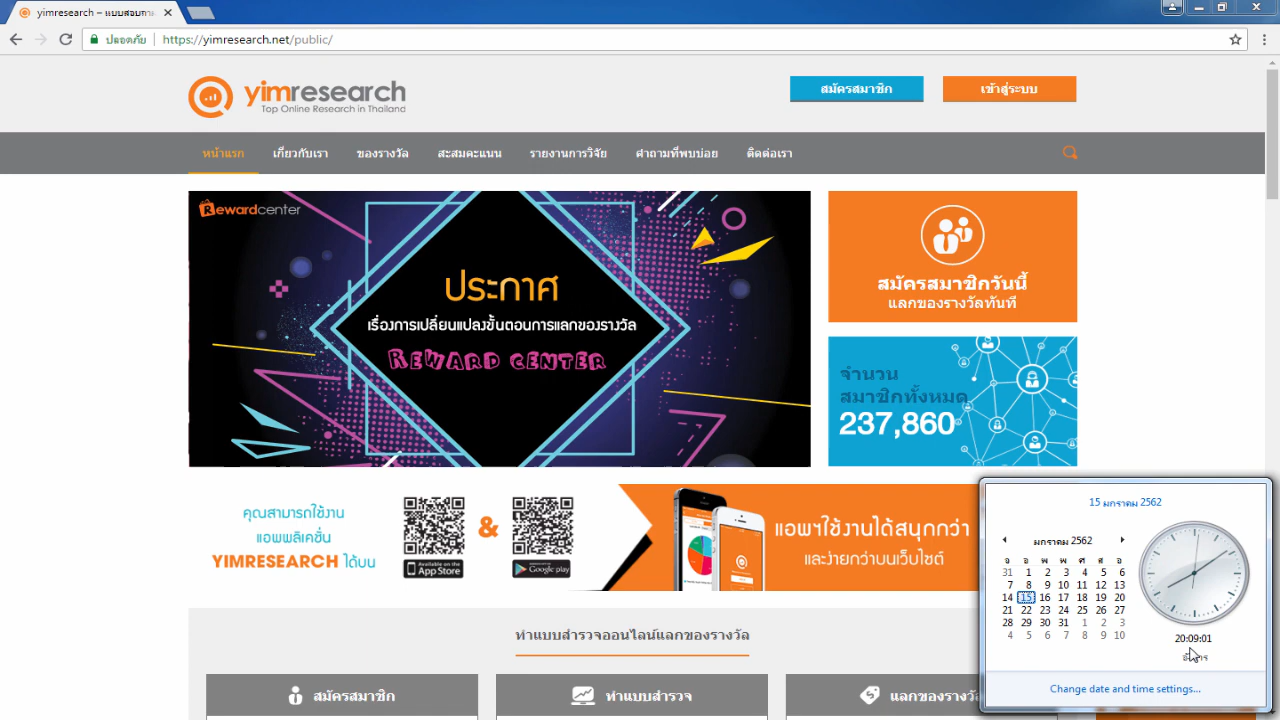 yimresearch – แบบสอบถาม
ปลอดภัย
https://yimresearch.net/public/
yimresearch
Top Online Research in Thailand
สมัครสมาชิก
เข้าสู่ระบบ
หน้าแรก
เกี่ยวกับเรา
ของรางวัล
สะสมคะแนน
รายงานการวิจัย
คำถามที่พบบ่อย
ติดต่อเรา
Rewardcenter
ประกาศ
เรื่องการเปลี่ยนแปลงขั้นตอนการแลกของรางวัล
REWARD CENTER
สมัครสมาชิกวันนี้
แลกของรางวัลทันที
จำนวน
สมาชิกทั้งหมด
237,860
คุณสามารถใช้งาน
แอพพลิเคชั่น
YIMRESEARCH ได้บน
Available on the
App Store
&
Google play
แอพฯใช้งานได้สนุกกว่า
และง่ายกว่าบนเว็บไซต์
ทำแบบสำรวจออนไลน์แลกของรางวัล
สมัครสมาชิก
ทำแบบสำรวจ
แลกของรางวัล
15 มกราคม 2562
มกราคม 2562
จ อ พ พ ศ ส อ
31 1 2 3 4 5 6
7 8 9 10 11 12 13
14 15 16 17 18 19 20
21 22 23 24 25 26 27
28 29 30 31 1 2 3
4 5 6 7 8 9 10
20:09:01
Change date and time settings...